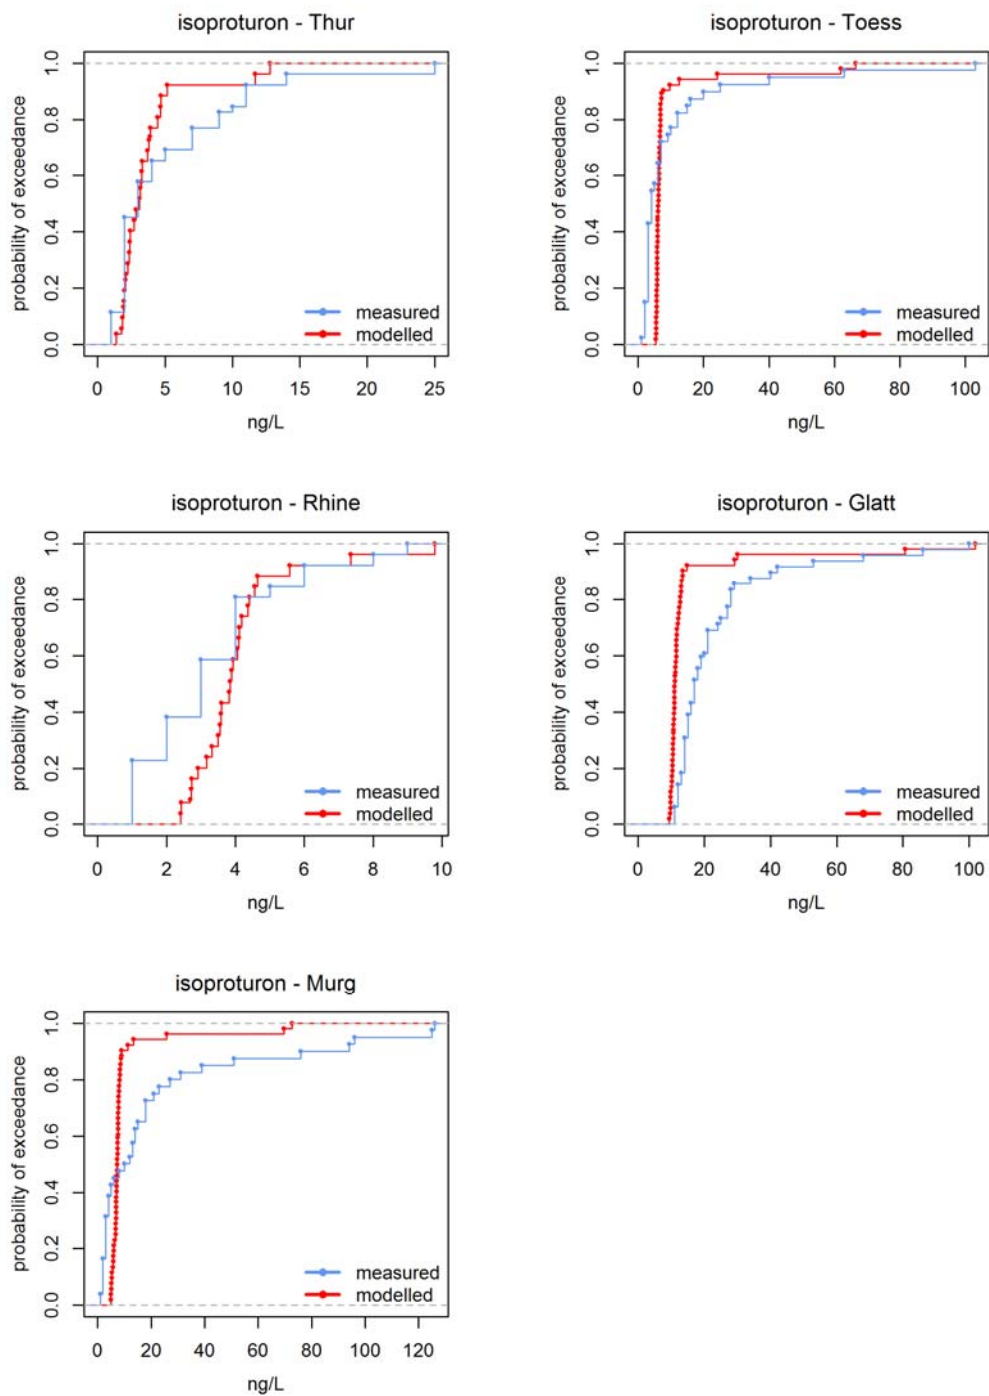 isoproturon - Thur
probability of exceedance
0.0 0.2 0.4 0.6 0.8 1.0
measured
modelled
0 5 10 15 20 25
ng/L
isoproturon - Toess
probability of exceedance
0.0 0.2 0.4 0.6 0.8 1.0
measured
modelled
0 20 40 60 80 100
ng/L
isoproturon - Rhine
probability of exceedance
0.0 0.2 0.4 0.6 0.8 1.0
measured
modelled
0 2 4 6 8 10
ng/L
isoproturon - Glatt
probability of exceedance
0.0 0.2 0.4 0.6 0.8 1.0
measured
modelled
0 20 40 60 80 100
ng/L
isoproturon - Murg
probability of exceedance
0.0 0.2 0.4 0.6 0.8 1.0
measured
modelled
0 20 40 60 80 100 120
ng/L